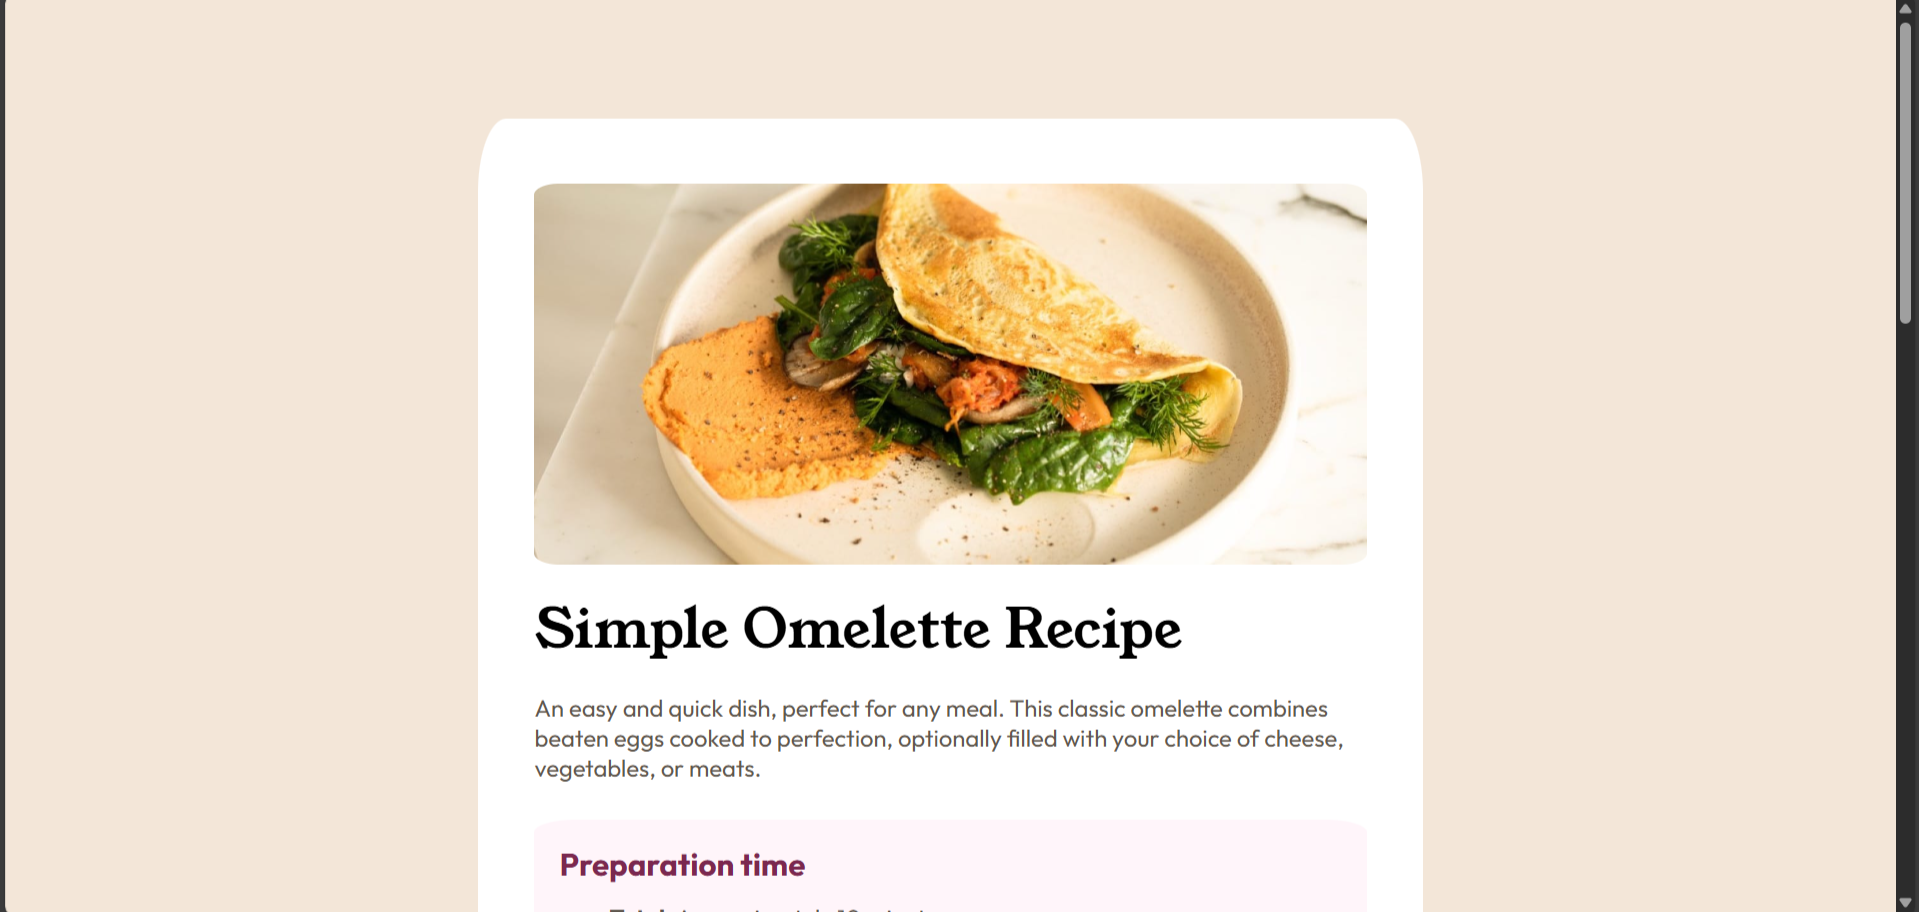 Simple Omelette Recipe
An easy and quick dish, perfect for any meal. This classic omelette combines
beaten eggs cooked to perfection, optionally filled with your choice of cheese,
vegetables, or meats.
Preparation time